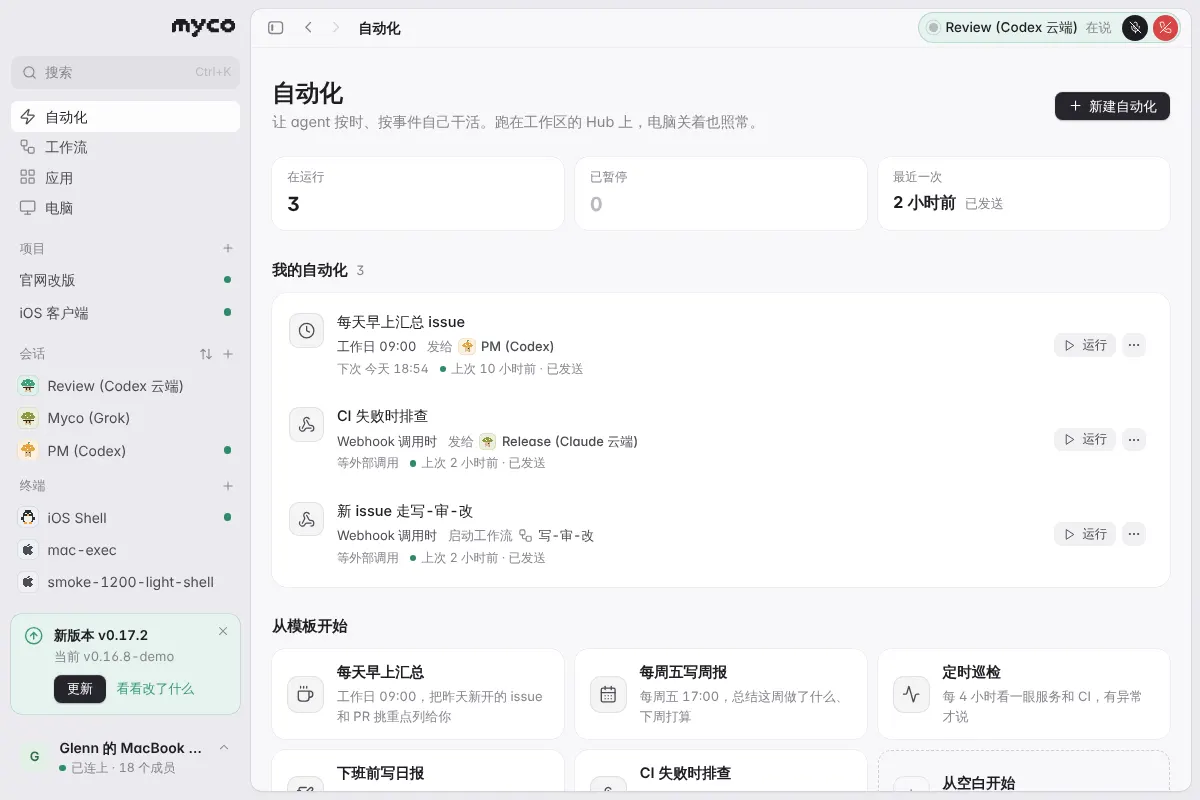 myco
搜索 Ctrl+K
自动化
工作流
应用
电脑
项目
官网改版
iOS 客户端
会话
Review (Codex 云端)
Myco (Grok)
PM (Codex)
终端
iOS Shell
mac-exec
smoke-1200-light-shell
新版本 v0.17.2
当前 v0.16.8-demo
更新 看看改了什么
G
Glenn 的 MacBook ...
已连上 · 18 个成员
自动化
Review (Codex 云端) 在说
自动化
让 agent 按时、按事件自己干活。跑在工作区的 Hub 上，电脑关着也照常。
新建自动化
在运行
3
已暂停
0
最近一次
2 小时前 已发送
我的自动化 3
每天早上汇总 issue
工作日 09:00 发给 PM (Codex)
下次 今天 18:54 上次 10 小时前 · 已发送
运行
CI 失败时排查
Webhook 调用时 发给 Release (Claude 云端)
等外部调用 上次 2 小时前 · 已发送
运行
新 issue 走写-审-改
Webhook 调用时 启动工作流 写-审-改
等外部调用 上次 2 小时前 · 已发送
运行
从模板开始
每天早上汇总
工作日 09:00，把昨天新开的 issue
和 PR 挑重点列给你
每周五写周报
每周五 17:00，总结这周做了什么、
下周打算
定时巡检
每 4 小时看一眼服务和 CI，有异常
才说
下班前写日报
CI 失败时排查
从空白开始